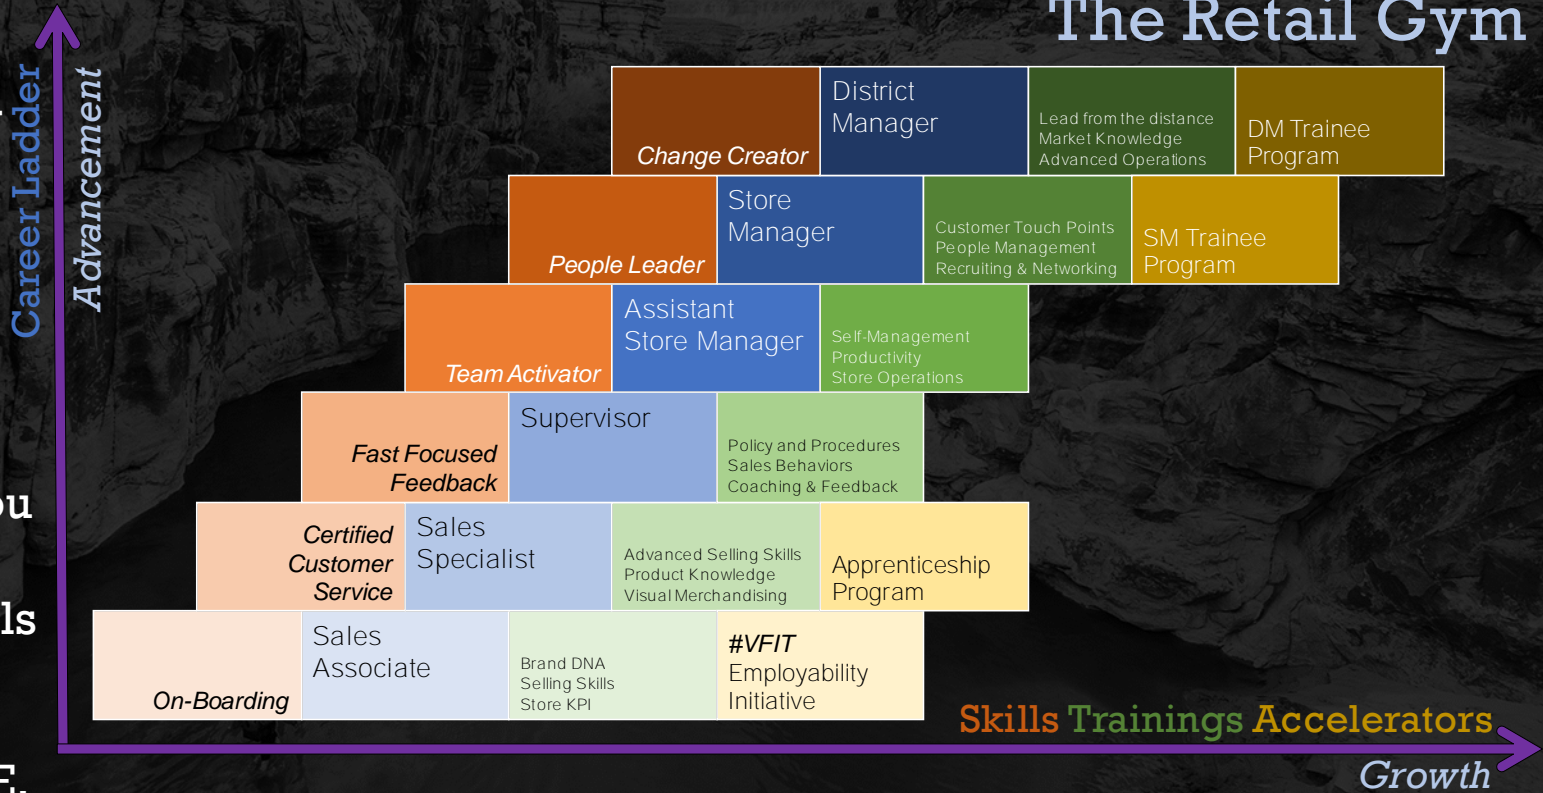 The Retail Gym
Career Ladder
Advancement
Change Creator
District
Manager
Lead from the distance
Market Knowledge
Advanced Operations
DM Trainee
Program
People Leader
Store
Manager
Customer Touch Points
People Management
Recruiting & Networking
SM Trainee
Program
Team Activator
Assistant
Store Manager
Self-Management
Productivity
Store Operations
Fast Focused
Feedback
Supervisor
Policy and Procedures
Sales Behaviors
Coaching & Feedback
Certified
Customer
Service
Sales
Specialist
Advanced Selling Skills
Product Knowledge
Visual Merchandising
Apprenticeship
Program
On-Boarding
Sales
Associate
Brand DNA
Selling Skills
Store KPI
#VFIT
Employability
Initiative
Skills Trainings Accelerators
Growth